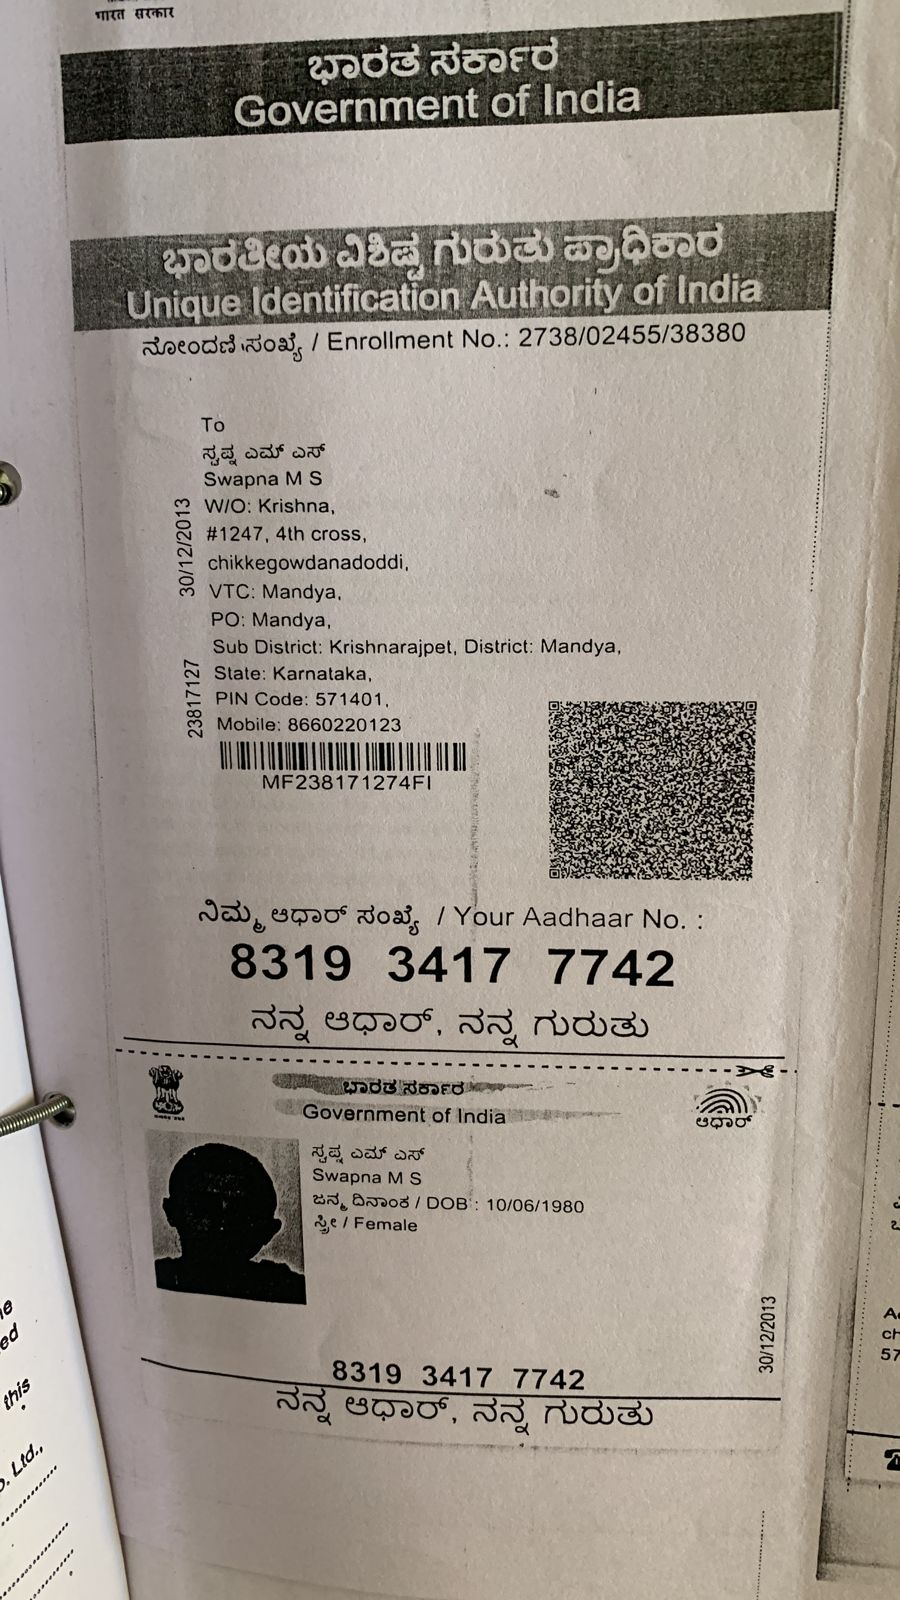 भारत सरकार
ಭಾರತ ಸರ್ಕಾರ
Government of India
ಭಾರತೀಯ ವಿಶಿಷ್ಟ ಗುರುತು ಪ್ರಾಧಿಕಾರ
Unique Identification Authority of India
ನೋಂದಣಿ ಸಂಖ್ಯೆ / Enrollment No.: 2738/02455/38380
To
ಸ್ವಪ್ನ ಎಮ್ ಎಸ್
Swapna M S
W/O: Krishna,
#1247, 4th cross,
chikkegowdanadoddi,
VTC: Mandya,
PO: Mandya,
Sub District: Krishnarajpet, District: Mandya,
State: Karnataka,
PIN Code: 571401,
Mobile: 8660220123
30/12/2013
23817127
MF238171274FI
ನಿಮ್ಮ ಆಧಾರ್ ಸಂಖ್ಯೆ / Your Aadhaar No. :
8319 3417 7742
ನನ್ನ ಆಧಾರ್, ನನ್ನ ಗುರುತು
ಭಾರತ ಸರ್ಕಾರ
Government of India
ಆಧಾರ್
ಸ್ವಪ್ನ ಎಮ್ ಎಸ್
Swapna M S
ಜನ್ಮ ದಿನಾಂಕ / DOB : 10/06/1980
ಸ್ತ್ರೀ / Female
30/12/2013
8319 3417 7742
ನನ್ನ ಆಧಾರ್, ನನ್ನ ಗುರುತು
this
Ltd.,